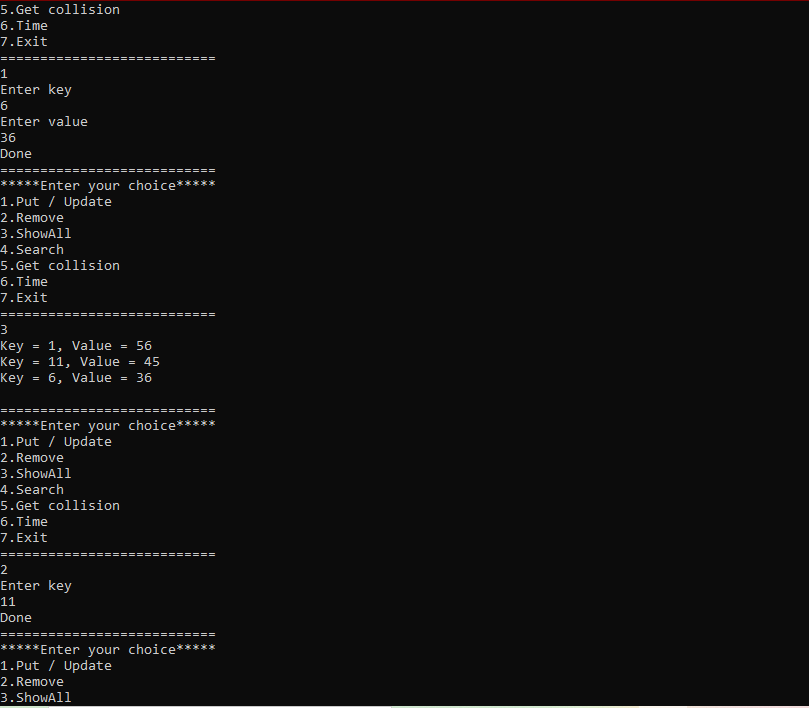 5.Get collision
6.Time
7.Exit
===========================
1
Enter key
6
Enter value
36
Done
===========================
*****Enter your choice*****
1.Put / Update
2.Remove
3.ShowAll
4.Search
5.Get collision
6.Time
7.Exit
===========================
3
Key = 1, Value = 56
Key = 11, Value = 45
Key = 6, Value = 36

===========================
*****Enter your choice*****
1.Put / Update
2.Remove
3.ShowAll
4.Search
5.Get collision
6.Time
7.Exit
===========================
2
Enter key
11
Done
===========================
*****Enter your choice*****
1.Put / Update
2.Remove
3.ShowAll